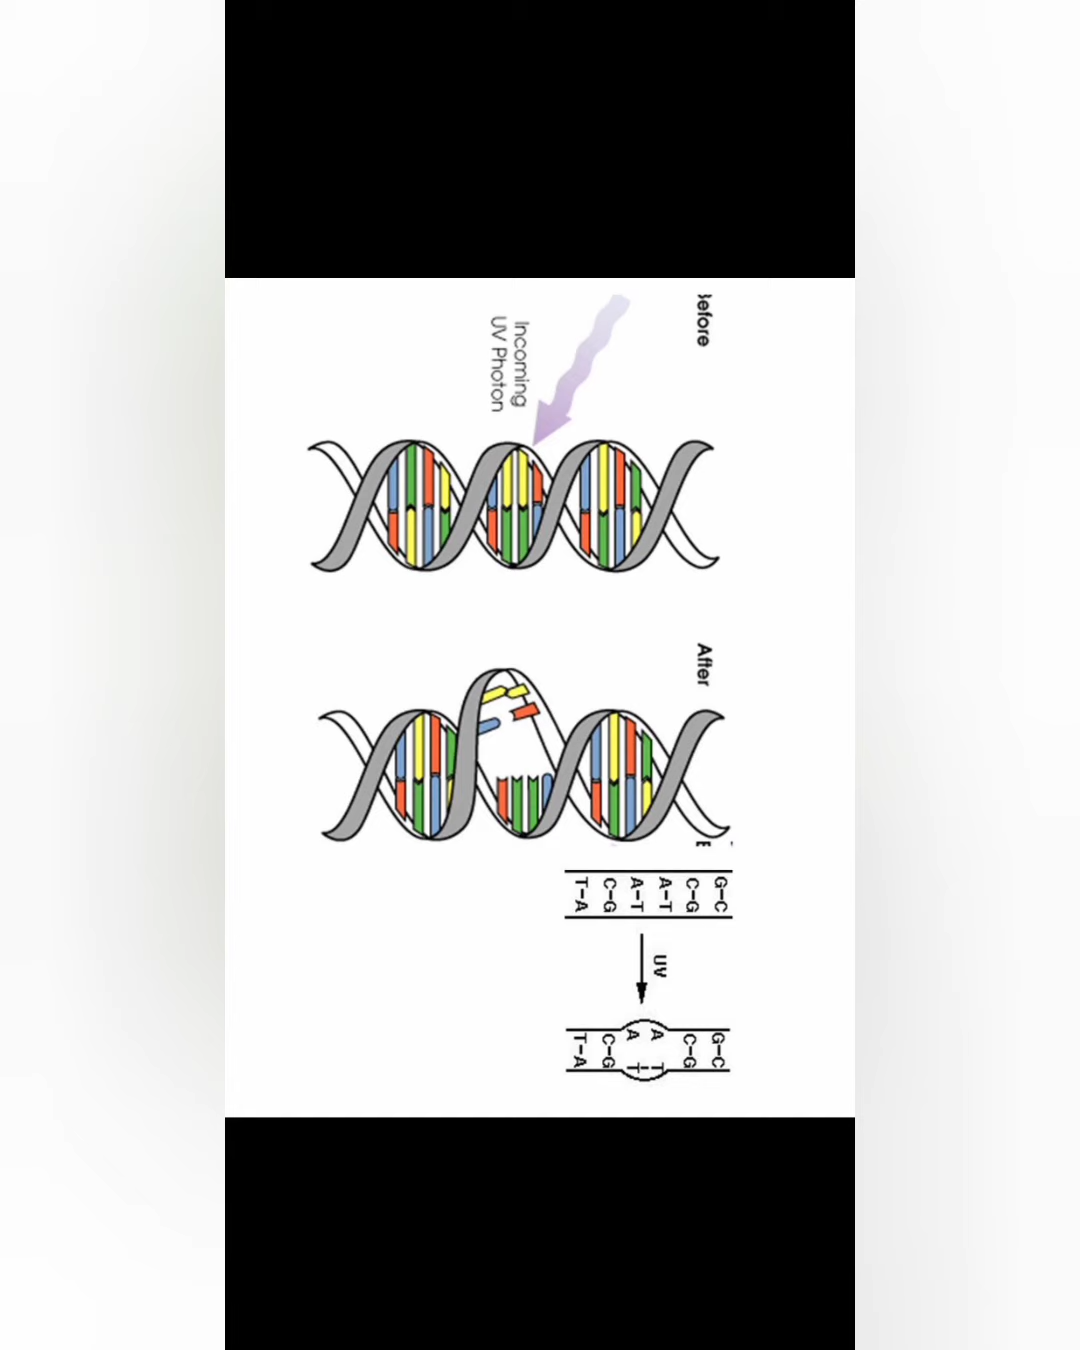 Before
After
G–C
C–G
A–T
A–T
C–G
T–A
UV
G–C
C–G
A T
A T
C–G
T–A
Incoming
UV Photon